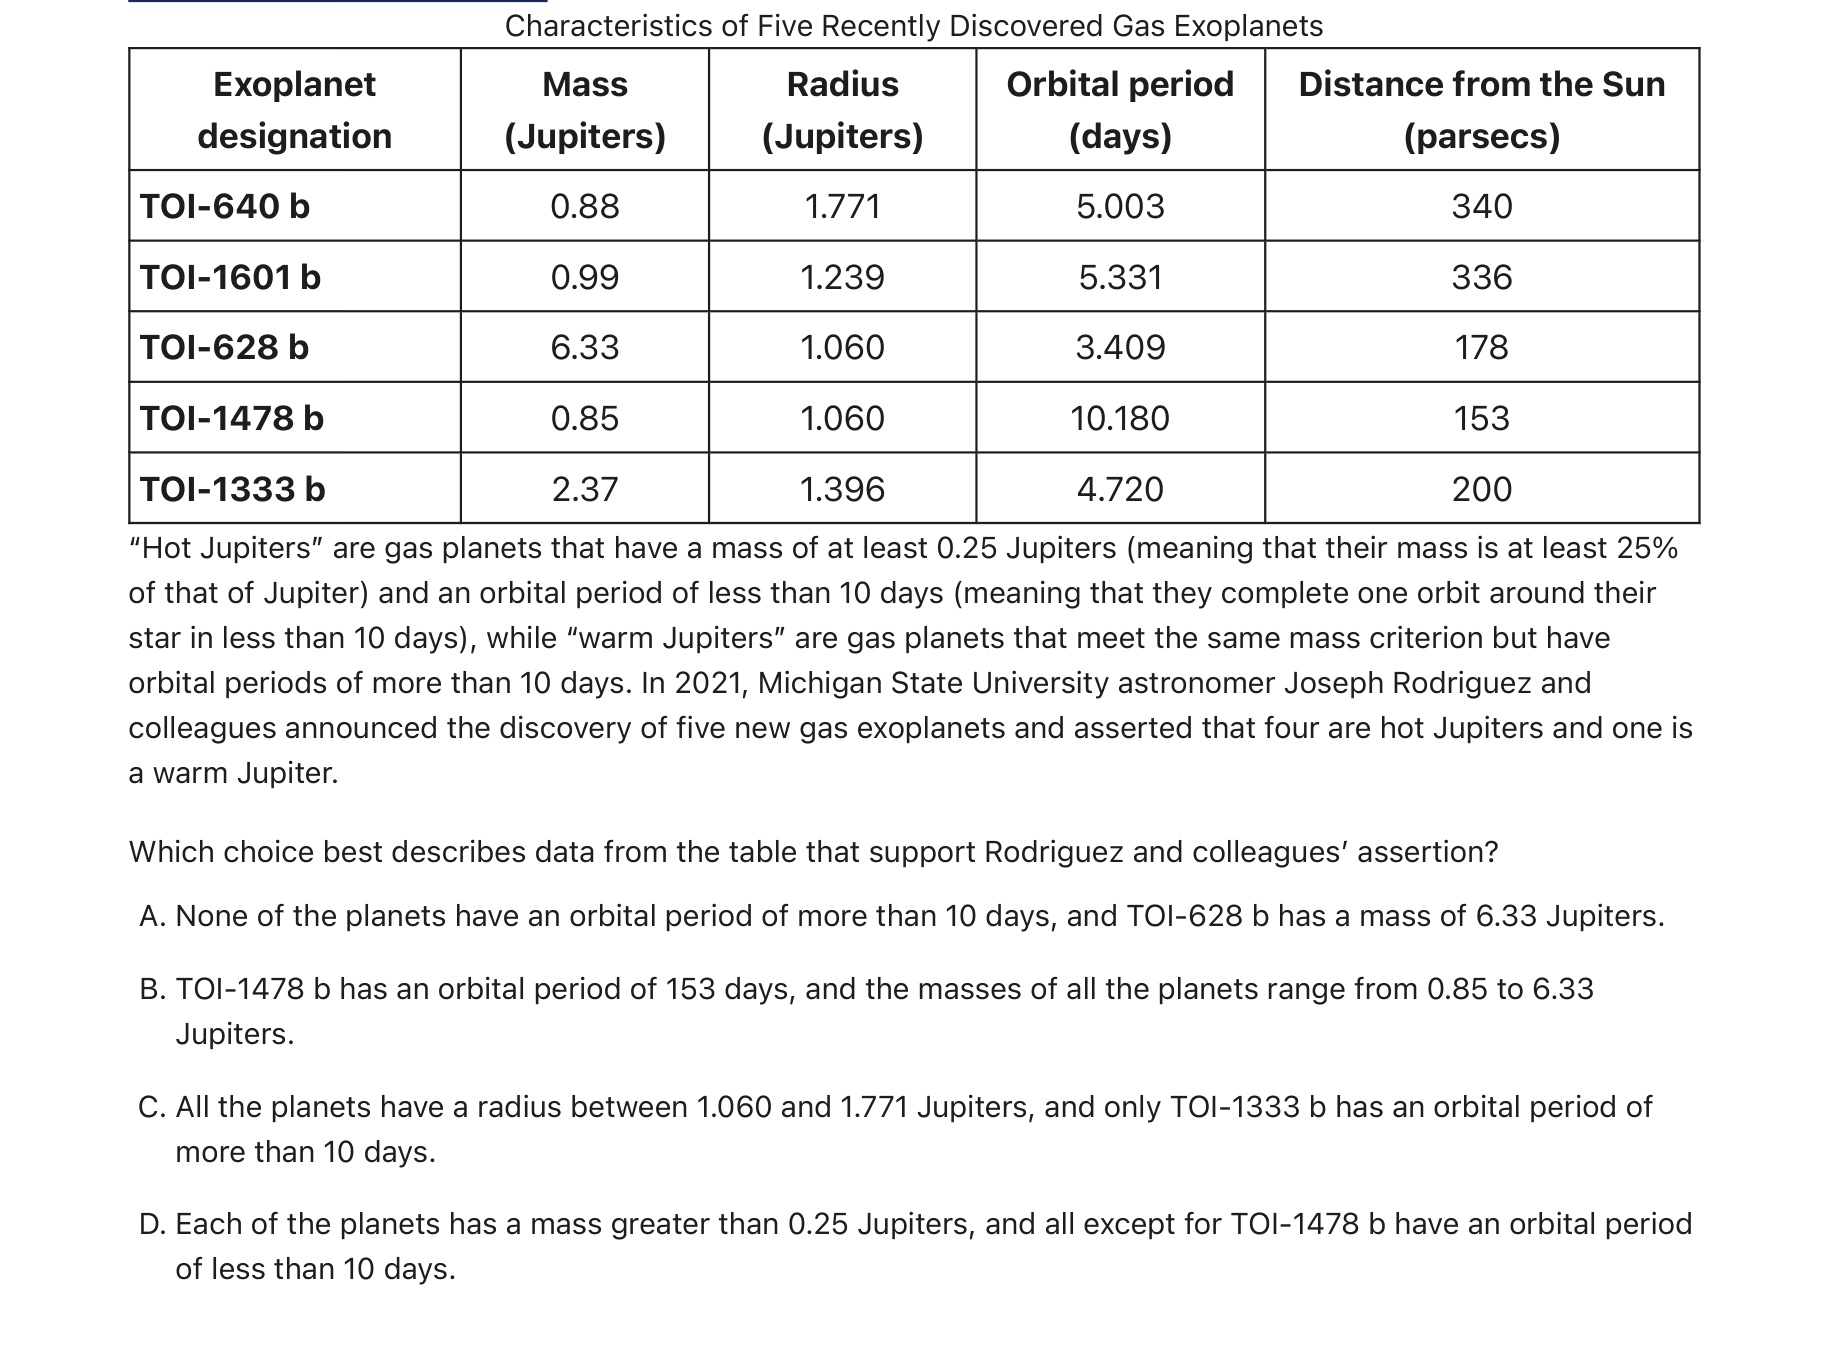 Characteristics of Five Recently Discovered Gas Exoplanets
Exoplanet designation Mass (Jupiters) Radius (Jupiters) Orbital period (days) Distance from the Sun (parsecs)
TOI-640 b 0.88 1.771 5.003 340
TOI-1601 b 0.99 1.239 5.331 336
TOI-628 b 6.33 1.060 3.409 178
TOI-1478 b 0.85 1.060 10.180 153
TOI-1333 b 2.37 1.396 4.720 200
“Hot Jupiters” are gas planets that have a mass of at least 0.25 Jupiters (meaning that their mass is at least 25%
of that of Jupiter) and an orbital period of less than 10 days (meaning that they complete one orbit around their
star in less than 10 days), while “warm Jupiters” are gas planets that meet the same mass criterion but have
orbital periods of more than 10 days. In 2021, Michigan State University astronomer Joseph Rodriguez and
colleagues announced the discovery of five new gas exoplanets and asserted that four are hot Jupiters and one is
a warm Jupiter.
Which choice best describes data from the table that support Rodriguez and colleagues’ assertion?
A. None of the planets have an orbital period of more than 10 days, and TOI-628 b has a mass of 6.33 Jupiters.
B. TOI-1478 b has an orbital period of 153 days, and the masses of all the planets range from 0.85 to 6.33
Jupiters.
C. All the planets have a radius between 1.060 and 1.771 Jupiters, and only TOI-1333 b has an orbital period of
more than 10 days.
D. Each of the planets has a mass greater than 0.25 Jupiters, and all except for TOI-1478 b have an orbital period
of less than 10 days.